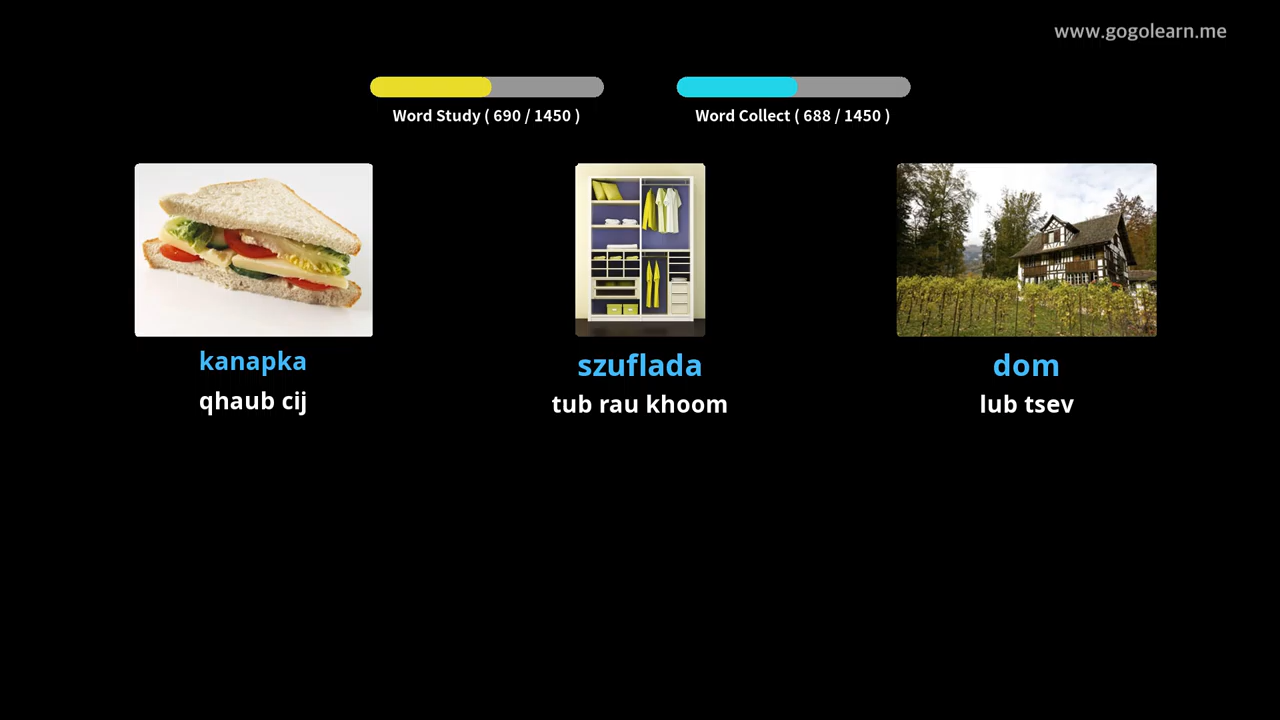 www.gogolearn.me
Word Study ( 690 / 1450 )
Word Collect ( 688 / 1450 )
kanapka
qhaub cij
szuflada
tub rau khoom
dom
lub tsev